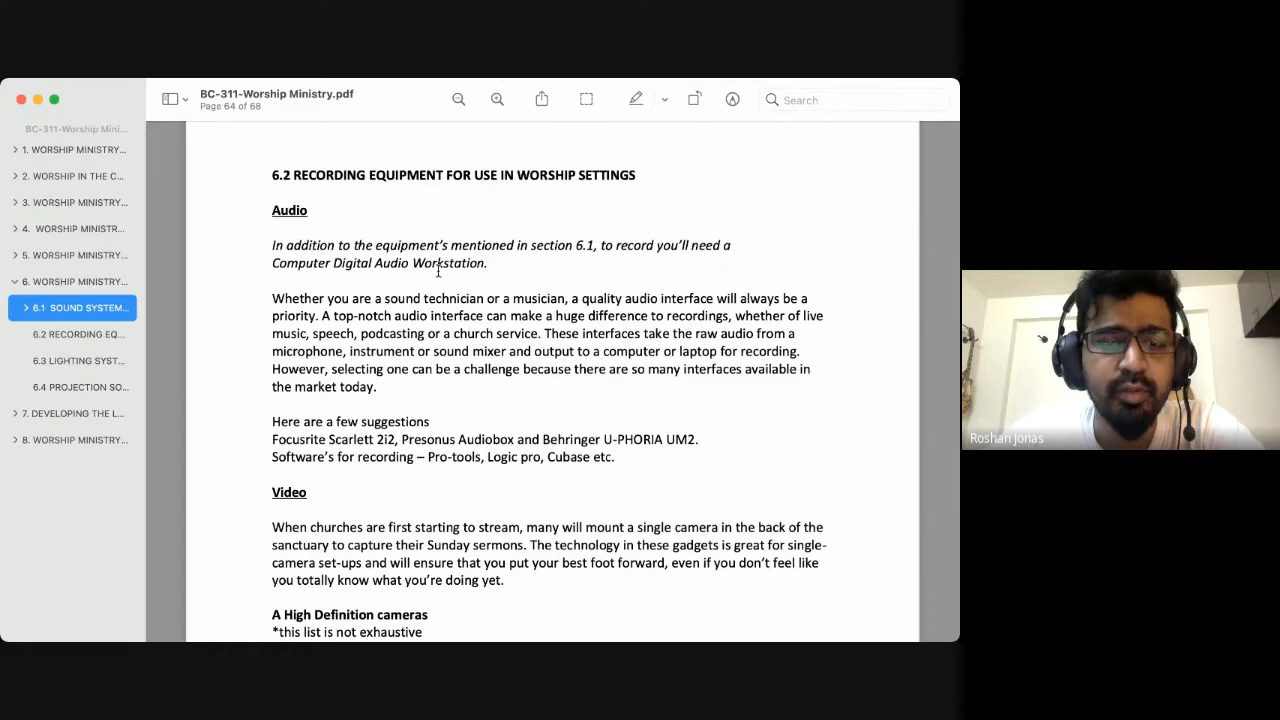 BC-311-Worship Ministry.pdf
Page 64 of 68
Search
BC-311-Worship Mini...
1. WORSHIP MINISTRY...
2. WORSHIP IN THE C...
3. WORSHIP MINISTRY...
4. WORSHIP MINISTR...
5. WORSHIP MINISTRY...
6. WORSHIP MINISTRY...
6.1 SOUND SYSTEM...
6.2 RECORDING EQ...
6.3 LIGHTING SYST...
6.4 PROJECTION SO...
7. DEVELOPING THE L...
8. WORSHIP MINISTRY...
6.2 RECORDING EQUIPMENT FOR USE IN WORSHIP SETTINGS
Audio
In addition to the equipment's mentioned in section 6.1, to record you'll need a
Computer Digital Audio Workstation.
Whether you are a sound technician or a musician, a quality audio interface will always be a
priority. A top-notch audio interface can make a huge difference to recordings, whether of live
music, speech, podcasting or a church service. These interfaces take the raw audio from a
microphone, instrument or sound mixer and output to a computer or laptop for recording.
However, selecting one can be a challenge because there are so many interfaces available in
the market today.
Here are a few suggestions
Focusrite Scarlett 2i2, Presonus Audiobox and Behringer U-PHORIA UM2.
Software's for recording – Pro-tools, Logic pro, Cubase etc.
Video
When churches are first starting to stream, many will mount a single camera in the back of the
sanctuary to capture their Sunday sermons. The technology in these gadgets is great for single-
camera set-ups and will ensure that you put your best foot forward, even if you don't feel like
you totally know what you're doing yet.
A High Definition cameras
*this list is not exhaustive
Roshan Jonas